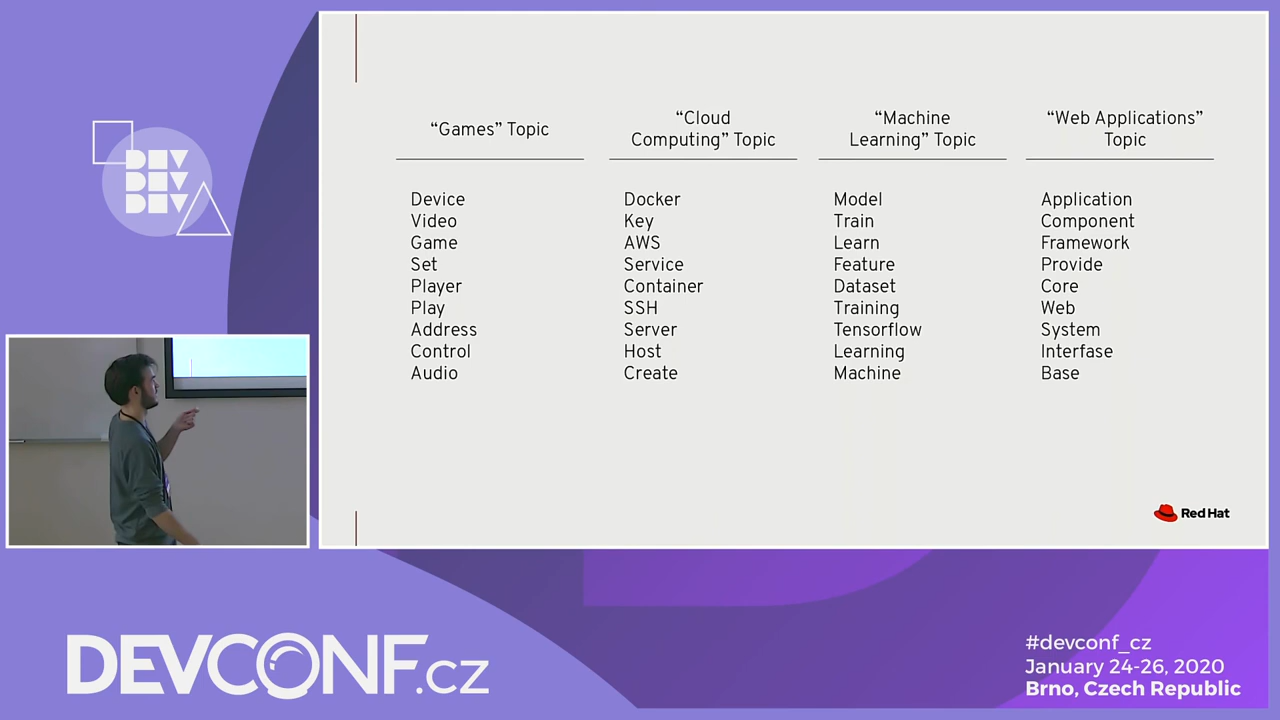 DEV
DEV
DEV
“Games” Topic
Device
Video
Game
Set
Player
Play
Address
Control
Audio
“Cloud
Computing” Topic
Docker
Key
AWS
Service
Container
SSH
Server
Host
Create
“Machine
Learning” Topic
Model
Train
Learn
Feature
Dataset
Training
Tensorflow
Learning
Machine
“Web Applications”
Topic
Application
Component
Framework
Provide
Core
Web
System
Interfase
Base
Red Hat
DEVCONF.cz
#devconf_cz
January 24-26, 2020
Brno, Czech Republic